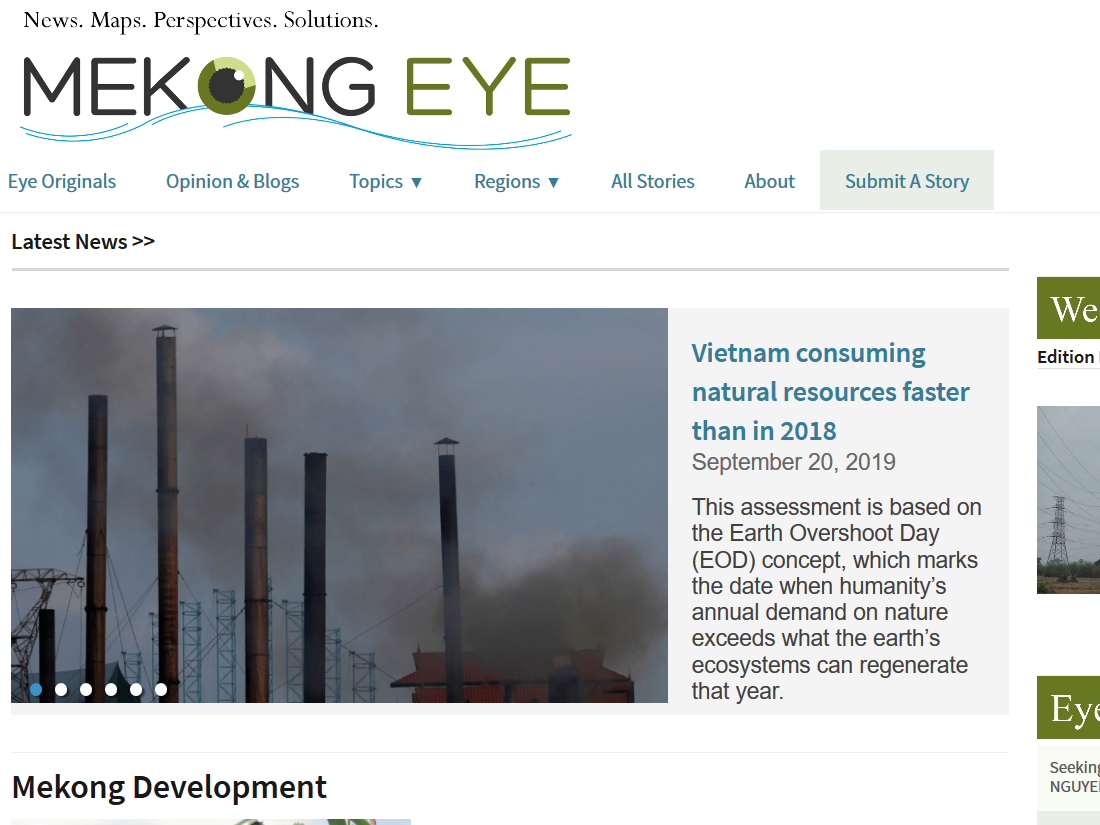 News. Maps. Perspectives. Solutions.
MEKONG EYE
Eye Originals Opinion & Blogs Topics ▼ Regions ▼ All Stories About Submit A Story
Latest News >>
Vietnam consuming
natural resources faster
than in 2018
September 20, 2019
This assessment is based on
the Earth Overshoot Day
(EOD) concept, which marks
the date when humanity’s
annual demand on nature
exceeds what the earth’s
ecosystems can regenerate
that year.
Mekong Development
We
Edition
Eye
Seeking
NGUYE